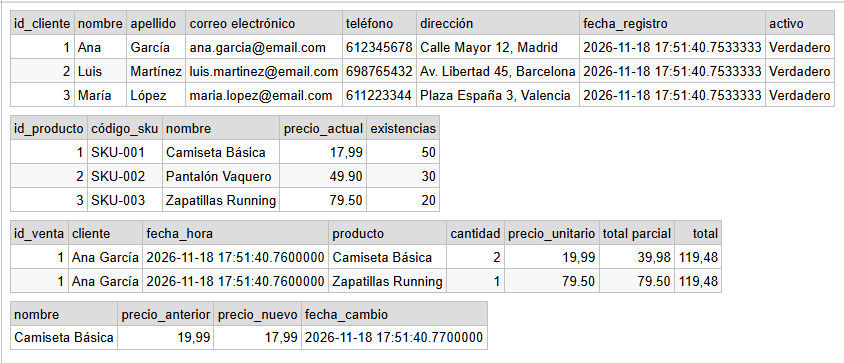 id_cliente nombre apellido correo electrónico teléfono dirección fecha_registro activo
1 Ana García ana.garcia@email.com 612345678 Calle Mayor 12, Madrid 2026-11-18 17:51:40.7533333 Verdadero
2 Luis Martínez luis.martinez@email.com 698765432 Av. Libertad 45, Barcelona 2026-11-18 17:51:40.7533333 Verdadero
3 María López maria.lopez@email.com 611223344 Plaza España 3, Valencia 2026-11-18 17:51:40.7533333 Verdadero
id_producto código_sku nombre precio_actual existencias
1 SKU-001 Camiseta Básica 17,99 50
2 SKU-002 Pantalón Vaquero 49.90 30
3 SKU-003 Zapatillas Running 79.50 20
id_venta cliente fecha_hora producto cantidad precio_unitario total parcial total
1 Ana García 2026-11-18 17:51:40.7600000 Camiseta Básica 2 19,99 39,98 119,48
1 Ana García 2026-11-18 17:51:40.7600000 Zapatillas Running 1 79.50 79.50 119,48
nombre precio_anterior precio_nuevo fecha_cambio
Camiseta Básica 19,99 17,99 2026-11-18 17:51:40.7700000